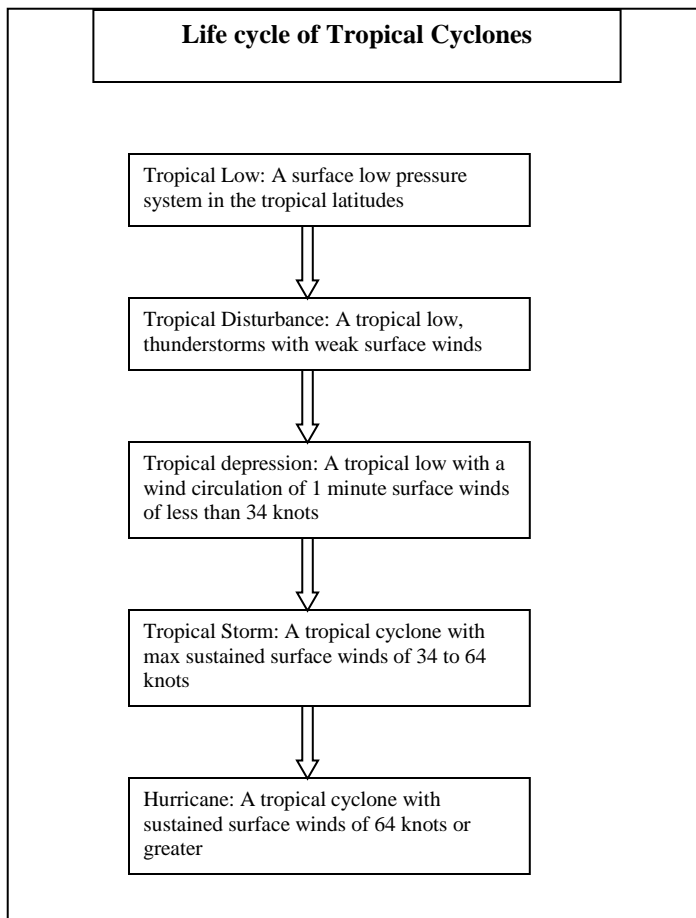 Life cycle of Tropical Cyclones
Tropical Low: A surface low pressure
system in the tropical latitudes
Tropical Disturbance: A tropical low,
thunderstorms with weak surface winds
Tropical depression: A tropical low with a
wind circulation of 1 minute surface winds
of less than 34 knots
Tropical Storm: A tropical cyclone with
max sustained surface winds of 34 to 64
knots
Hurricane: A tropical cyclone with
sustained surface winds of 64 knots or
greater